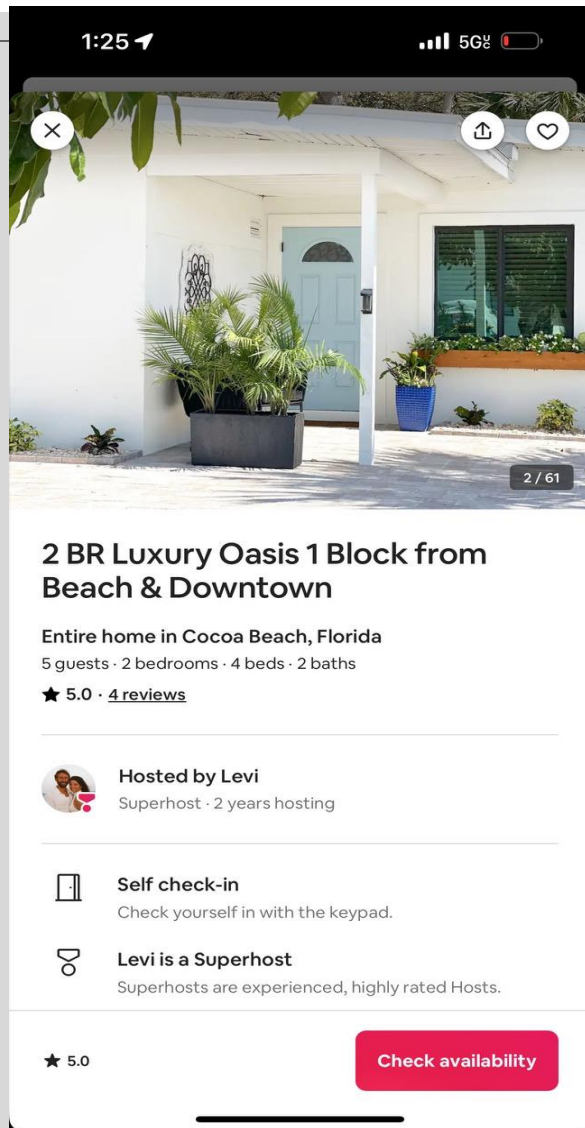 1:25
5G
2 / 61
2 BR Luxury Oasis 1 Block from
Beach & Downtown
Entire home in Cocoa Beach, Florida
5 guests · 2 bedrooms · 4 beds · 2 baths
★ 5.0 · 4 reviews
Hosted by Levi
Superhost · 2 years hosting
Self check-in
Check yourself in with the keypad.
Levi is a Superhost
Superhosts are experienced, highly rated Hosts.
★ 5.0
Check availability